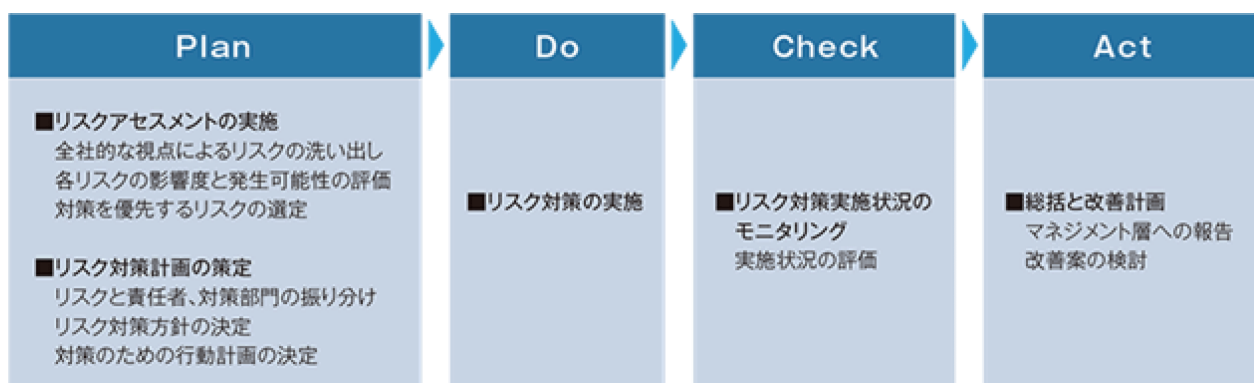 Plan
■リスクアセスメントの実施
全社的な視点によるリスクの洗い出し
各リスクの影響度と発生可能性の評価
対策を優先するリスクの選定
■リスク対策計画の策定
リスクと責任者、対策部門の振り分け
リスク対策方針の決定
対策のための行動計画の決定
Do
■リスク対策の実施
Check
■リスク対策実施状況の
モニタリング
実施状況の評価
Act
■総括と改善計画
マネジメント層への報告
改善案の検討